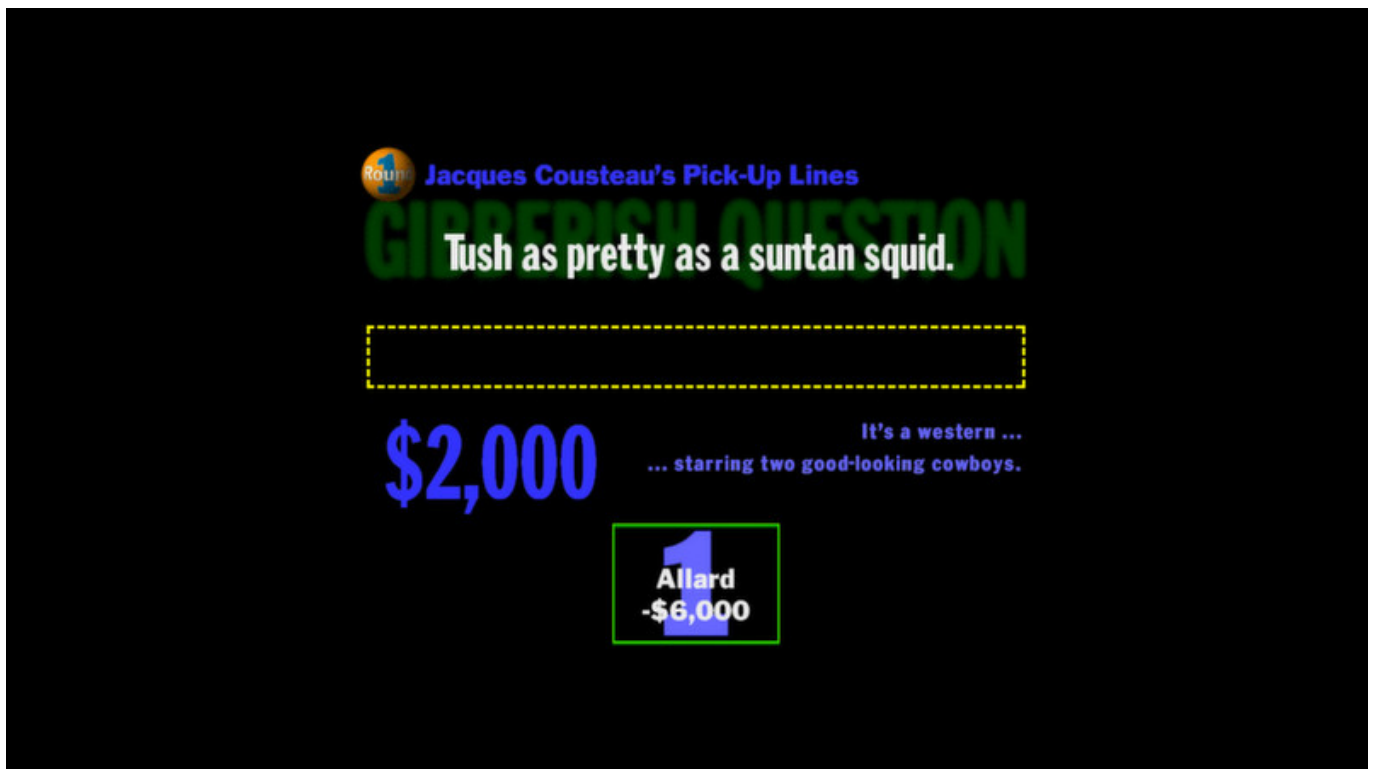 Round 1
Jacques Cousteau's Pick-Up Lines
GIBBERISH QUESTION
Tush as pretty as a suntan squid.
$2,000
It's a western ...
... starring two good-looking cowboys.
1
Allard
-$6,000